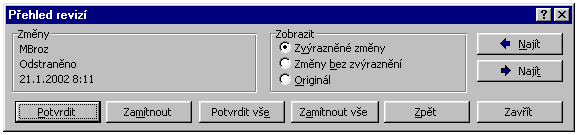 Přehled revizí
Změny
MBroz
Odstraněno
21.1.2002 8:11
Zobrazit
Zvýrazněné změny
Změny bez zvýraznění
Originál
Najít
Najít
Potvrdit
Zamítnout
Potvrdit vše
Zamítnout vše
Zpět
Zavřít